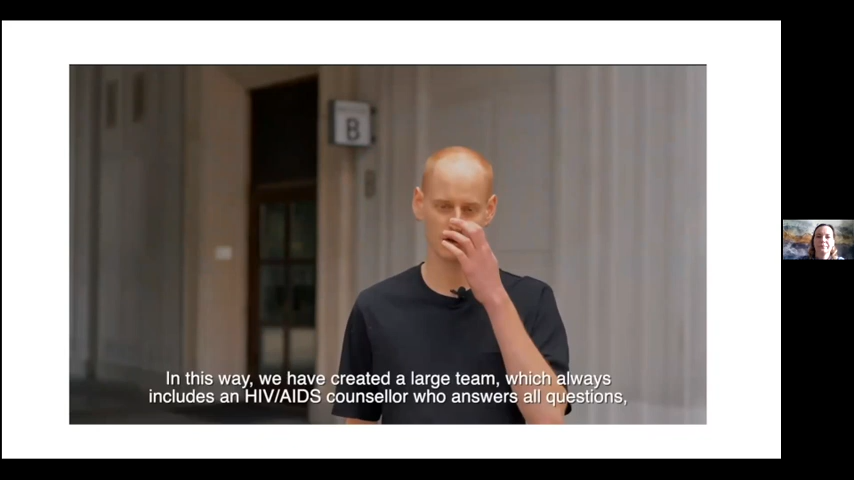 B
In this way, we have created a large team, which always
includes an HIV/AIDS counsellor who answers all questions,